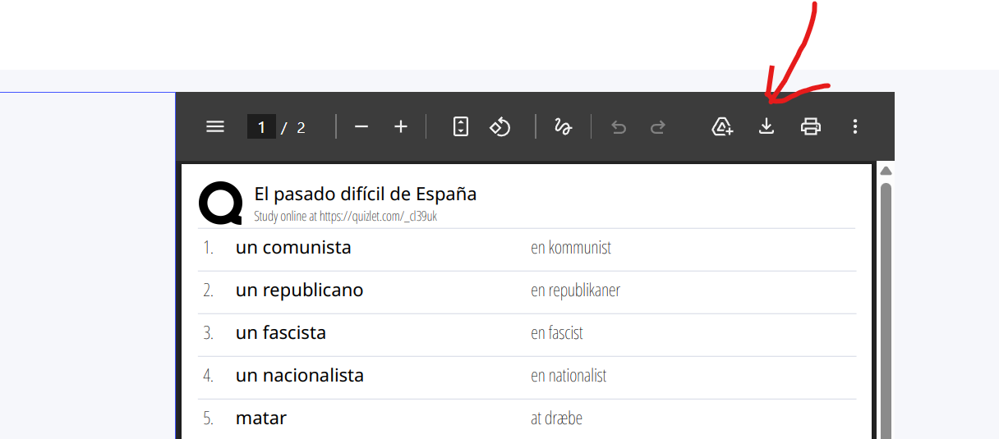 1 / 2
El pasado difícil de España
Study online at https://quizlet.com/_cl39uk
1. un comunista en kommunist
2. un republicano en republikaner
3. un fascista en fascist
4. un nacionalista en nationalist
5. matar at dræbe